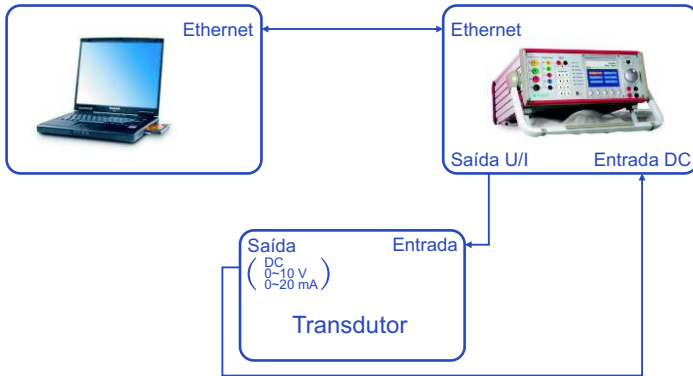 Ethernet
Ethernet
Saída U/I
Entrada DC
Saída
Entrada
( DC
0~10 V
0~20 mA )
Transdutor